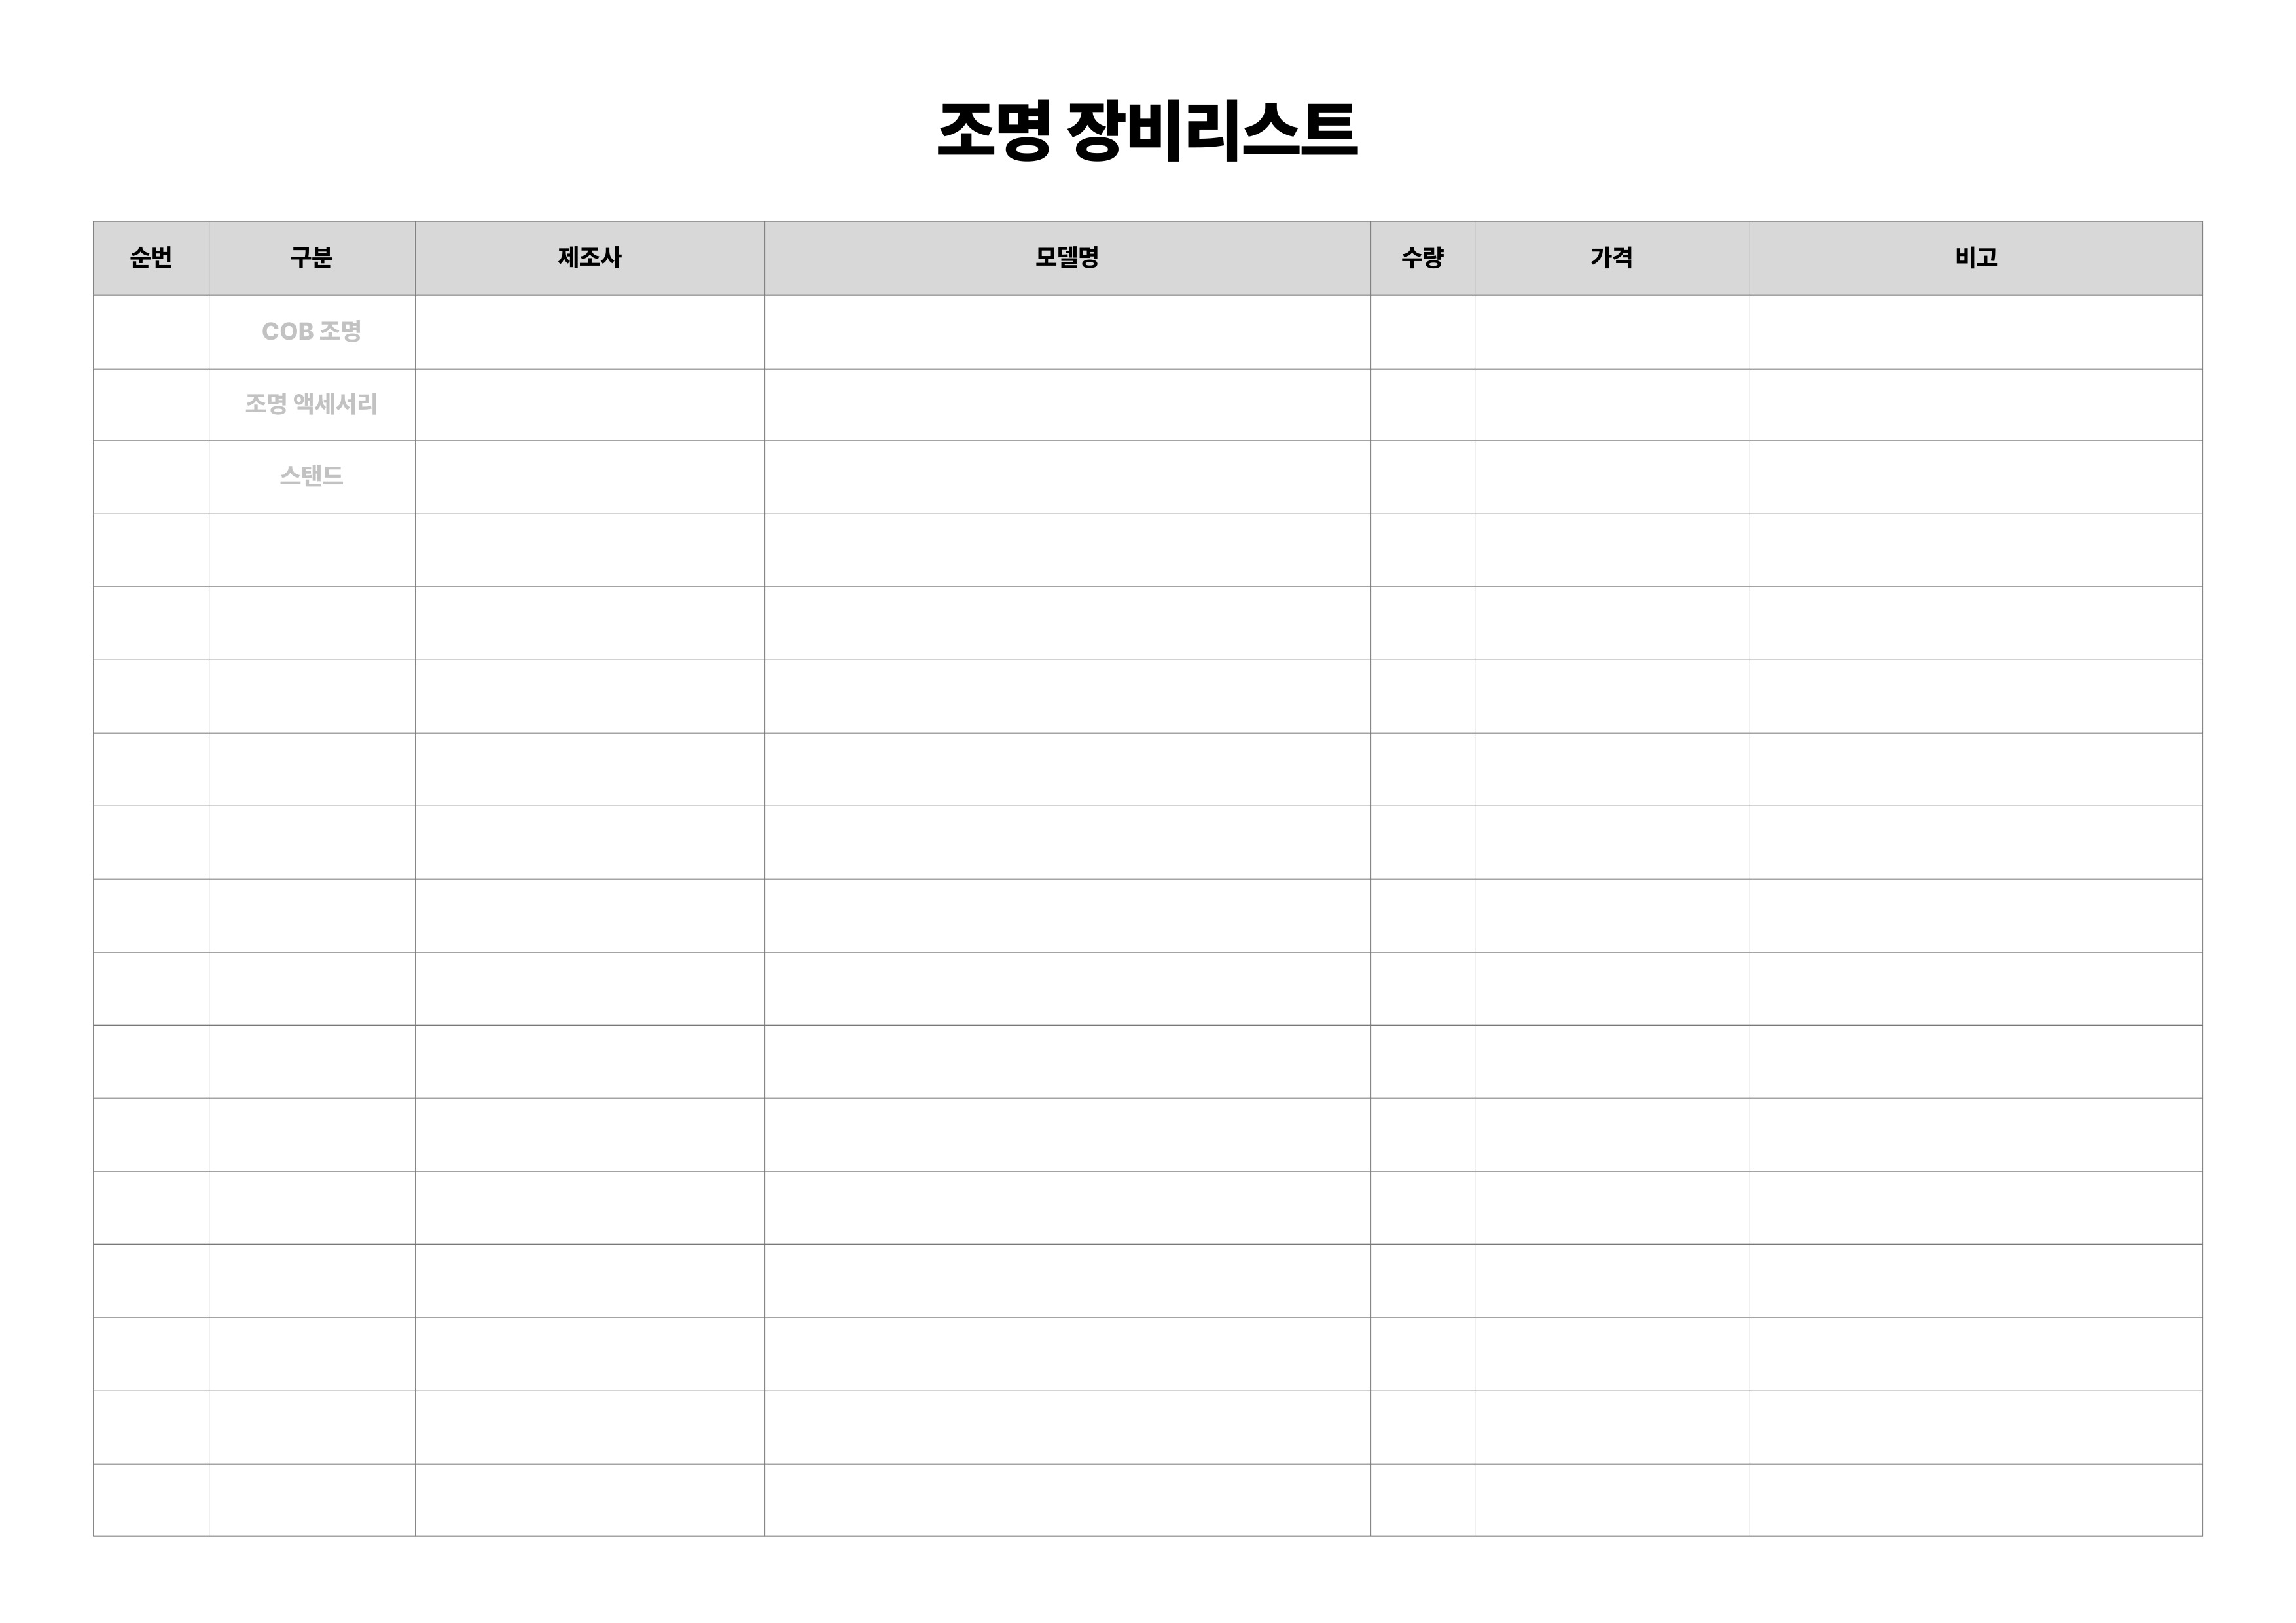 조명 장비리스트
순번 구분 제조사 모델명 수량 가격 비고
COB 조명
조명 액세서리
스탠드